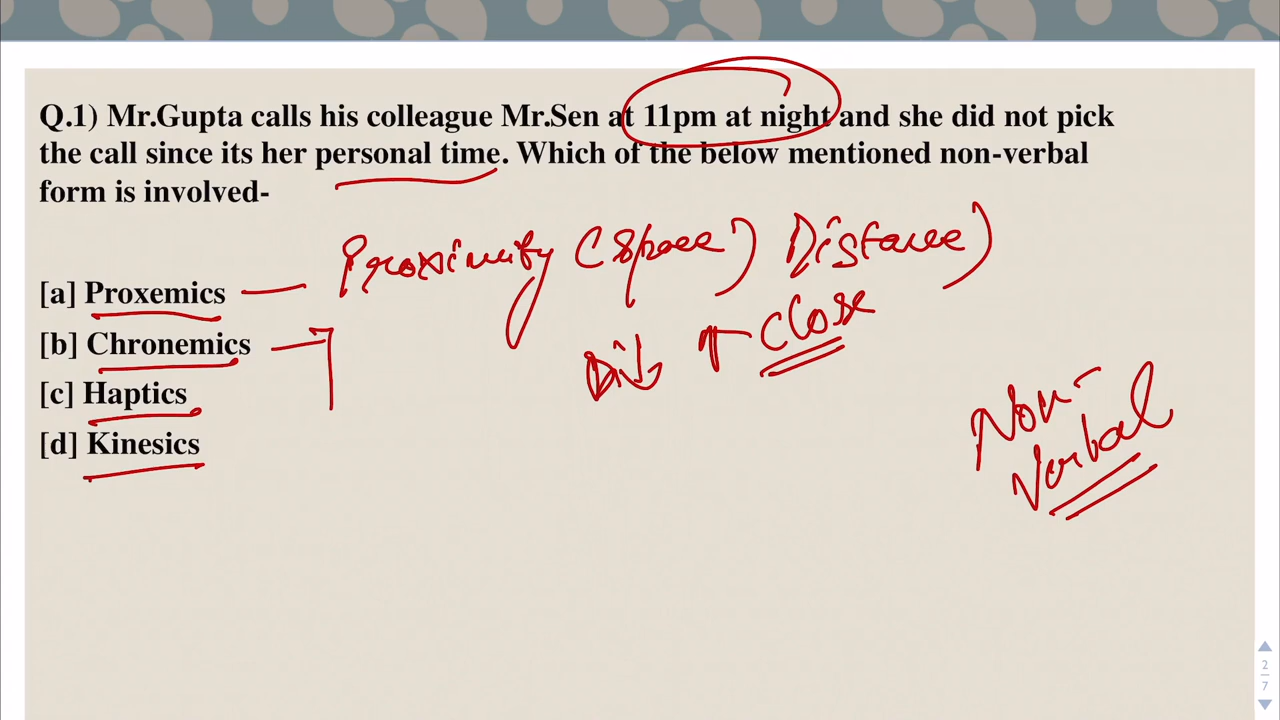 Q.1) Mr.Gupta calls his colleague Mr.Sen at 11pm at night and she did not pick
the call since its her personal time. Which of the below mentioned non-verbal
form is involved-
Proximity (Space) Distance)
[a] Proxemics
[b] Chronemics
Close
[c] Haptics
Non-
Verbal
[d] Kinesics
2
7